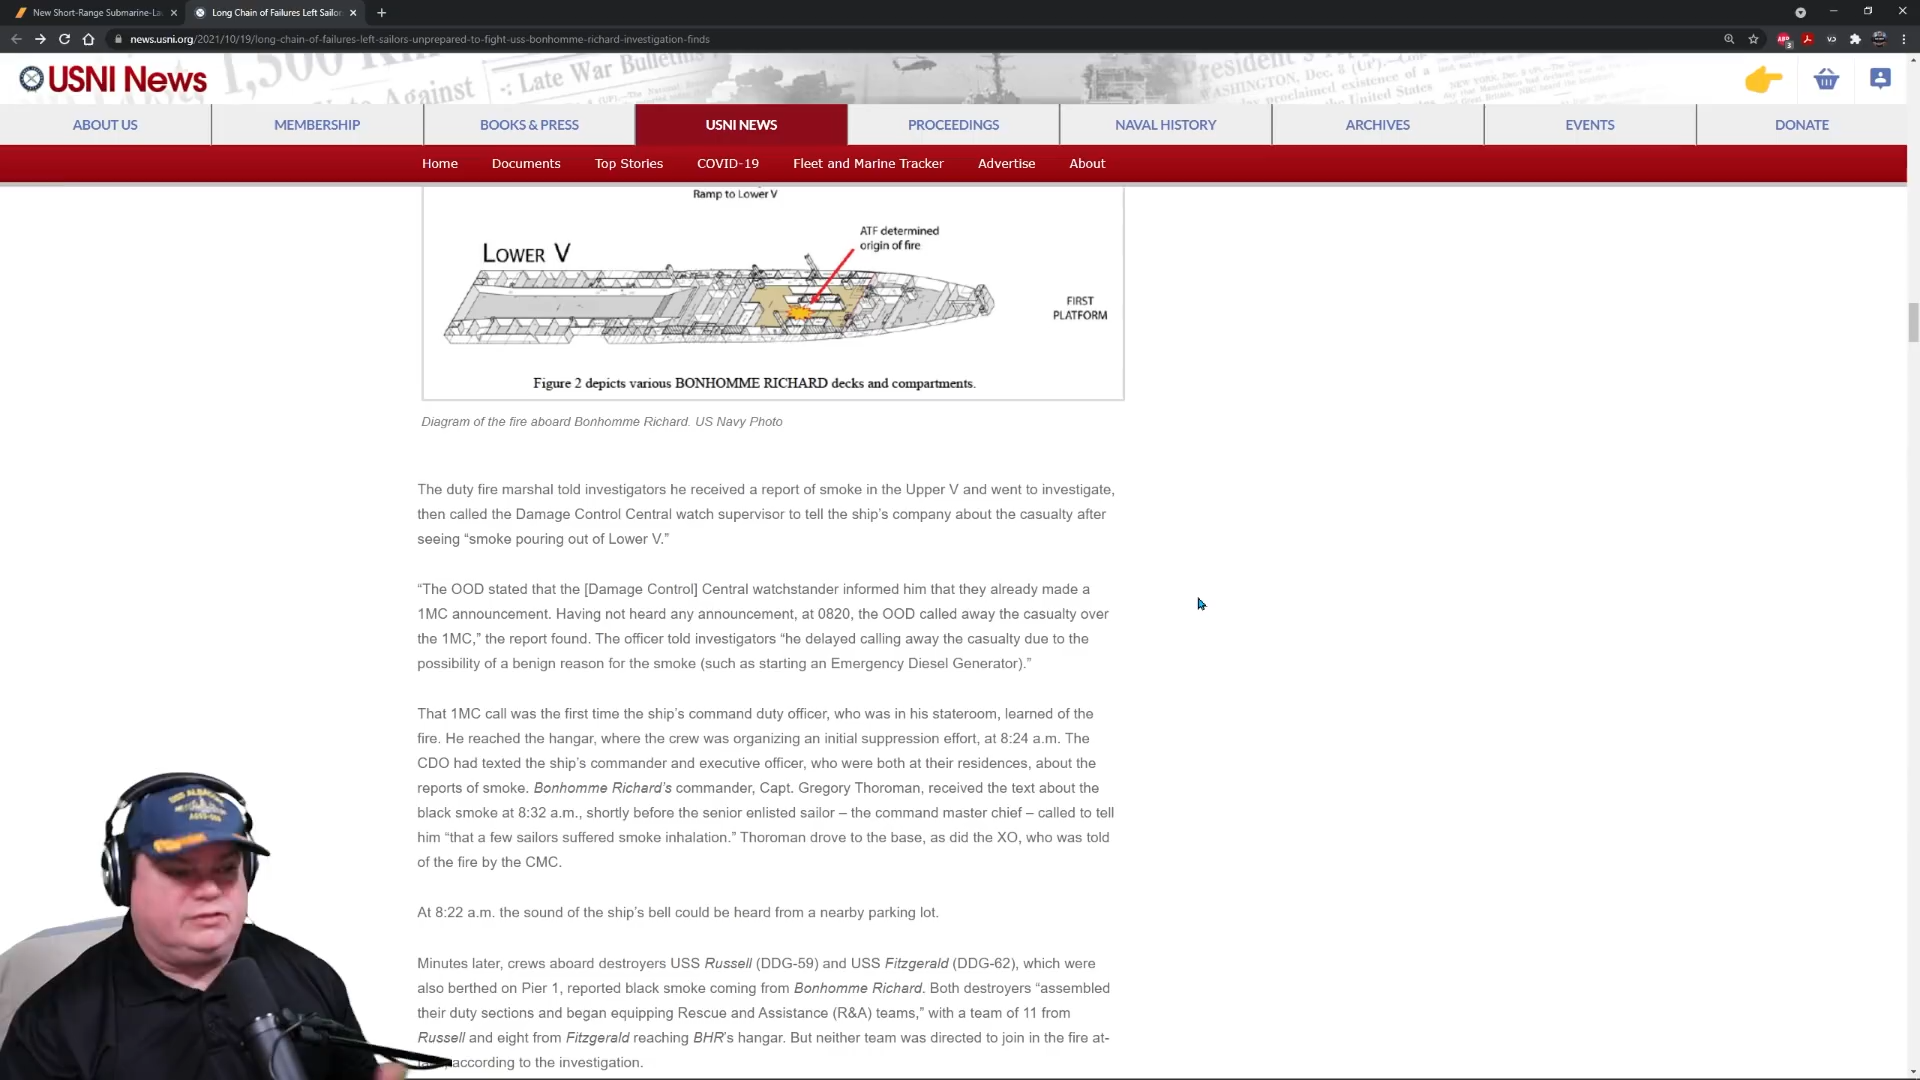 New Short-Range Submarine-La
Long Chain of Failures Left Sailor
news.usni.org/2021/10/19/long-chain-of-failures-left-sailors-unprepared-to-fight-uss-bonhomme-richard-investigation-finds
USNI News
Late War Bulletins
Against
President's
ABOUT US
MEMBERSHIP
BOOKS & PRESS
USNI NEWS
PROCEEDINGS
NAVAL HISTORY
ARCHIVES
EVENTS
DONATE
Home
Documents
Top Stories
COVID-19
Fleet and Marine Tracker
Advertise
About
Ramp to Lower V
LOWER V
ATF determined
origin of fire
FIRST
PLATFORM
Figure 2 depicts various BONHOMME RICHARD decks and compartments.
Diagram of the fire aboard Bonhomme Richard. US Navy Photo
The duty fire marshal told investigators he received a report of smoke in the Upper V and went to investigate,
then called the Damage Control Central watch supervisor to tell the ship’s company about the casualty after
seeing “smoke pouring out of Lower V.”
“The OOD stated that the [Damage Control] Central watchstander informed him that they already made a
1MC announcement. Having not heard any announcement, at 0820, the OOD called away the casualty over
the 1MC,” the report found. The officer told investigators “he delayed calling away the casualty due to the
possibility of a benign reason for the smoke (such as starting an Emergency Diesel Generator).”
That 1MC call was the first time the ship’s command duty officer, who was in his stateroom, learned of the
fire. He reached the hangar, where the crew was organizing an initial suppression effort, at 8:24 a.m. The
CDO had texted the ship’s commander and executive officer, who were both at their residences, about the
reports of smoke. Bonhomme Richard’s commander, Capt. Gregory Thoroman, received the text about the
black smoke at 8:32 a.m., shortly before the senior enlisted sailor – the command master chief – called to tell
him “that a few sailors suffered smoke inhalation.” Thoroman drove to the base, as did the XO, who was told
of the fire by the CMC.
At 8:22 a.m. the sound of the ship’s bell could be heard from a nearby parking lot.
Minutes later, crews aboard destroyers USS Russell (DDG-59) and USS Fitzgerald (DDG-62), which were
also berthed on Pier 1, reported black smoke coming from Bonhomme Richard. Both destroyers “assembled
their duty sections and began equipping Rescue and Assistance (R&A) teams,” with a team of 11 from
Russell and eight from Fitzgerald reaching BHR’s hangar. But neither team was directed to join in the fire at-
according to the investigation.
USS ALBACORE
AGSS-569